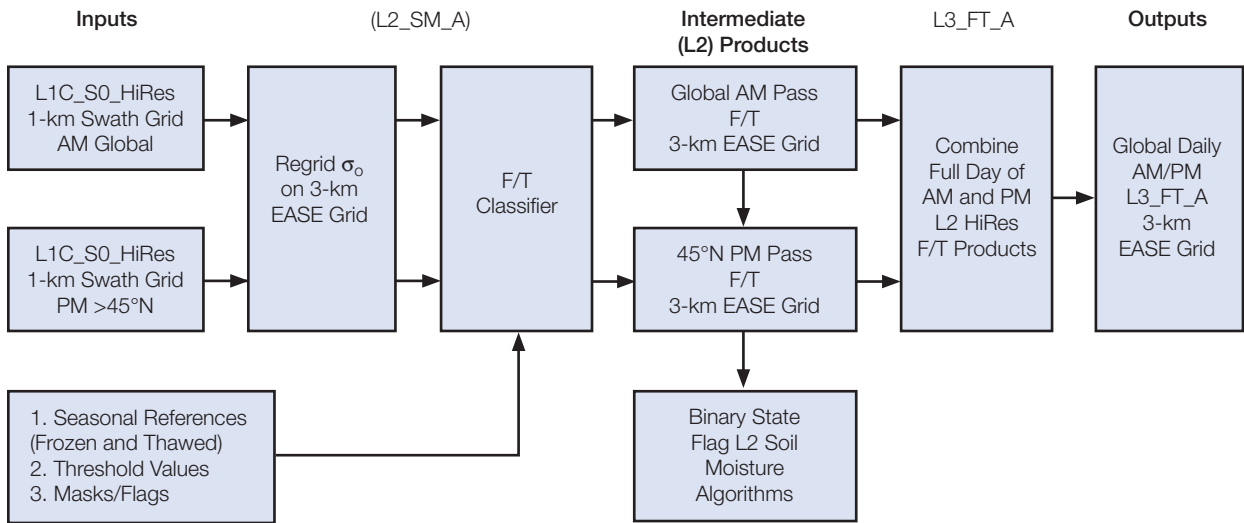 Inputs
(L2_SM_A)
Intermediate
(L2) Products
L3_FT_A
Outputs
L1C_S0_HiRes
1-km Swath Grid
AM Global
L1C_S0_HiRes
1-km Swath Grid
PM >45°N
1. Seasonal References
(Frozen and Thawed)
2. Threshold Values
3. Masks/Flags
Regrid σo
on 3-km
EASE Grid
F/T
Classifier
Global AM Pass
F/T
3-km EASE Grid
45°N PM Pass
F/T
3-km EASE Grid
Binary State
Flag L2 Soil
Moisture
Algorithms
Combine
Full Day of
AM and PM
L2 HiRes
F/T Products
Global Daily
AM/PM
L3_FT_A
3-km
EASE Grid